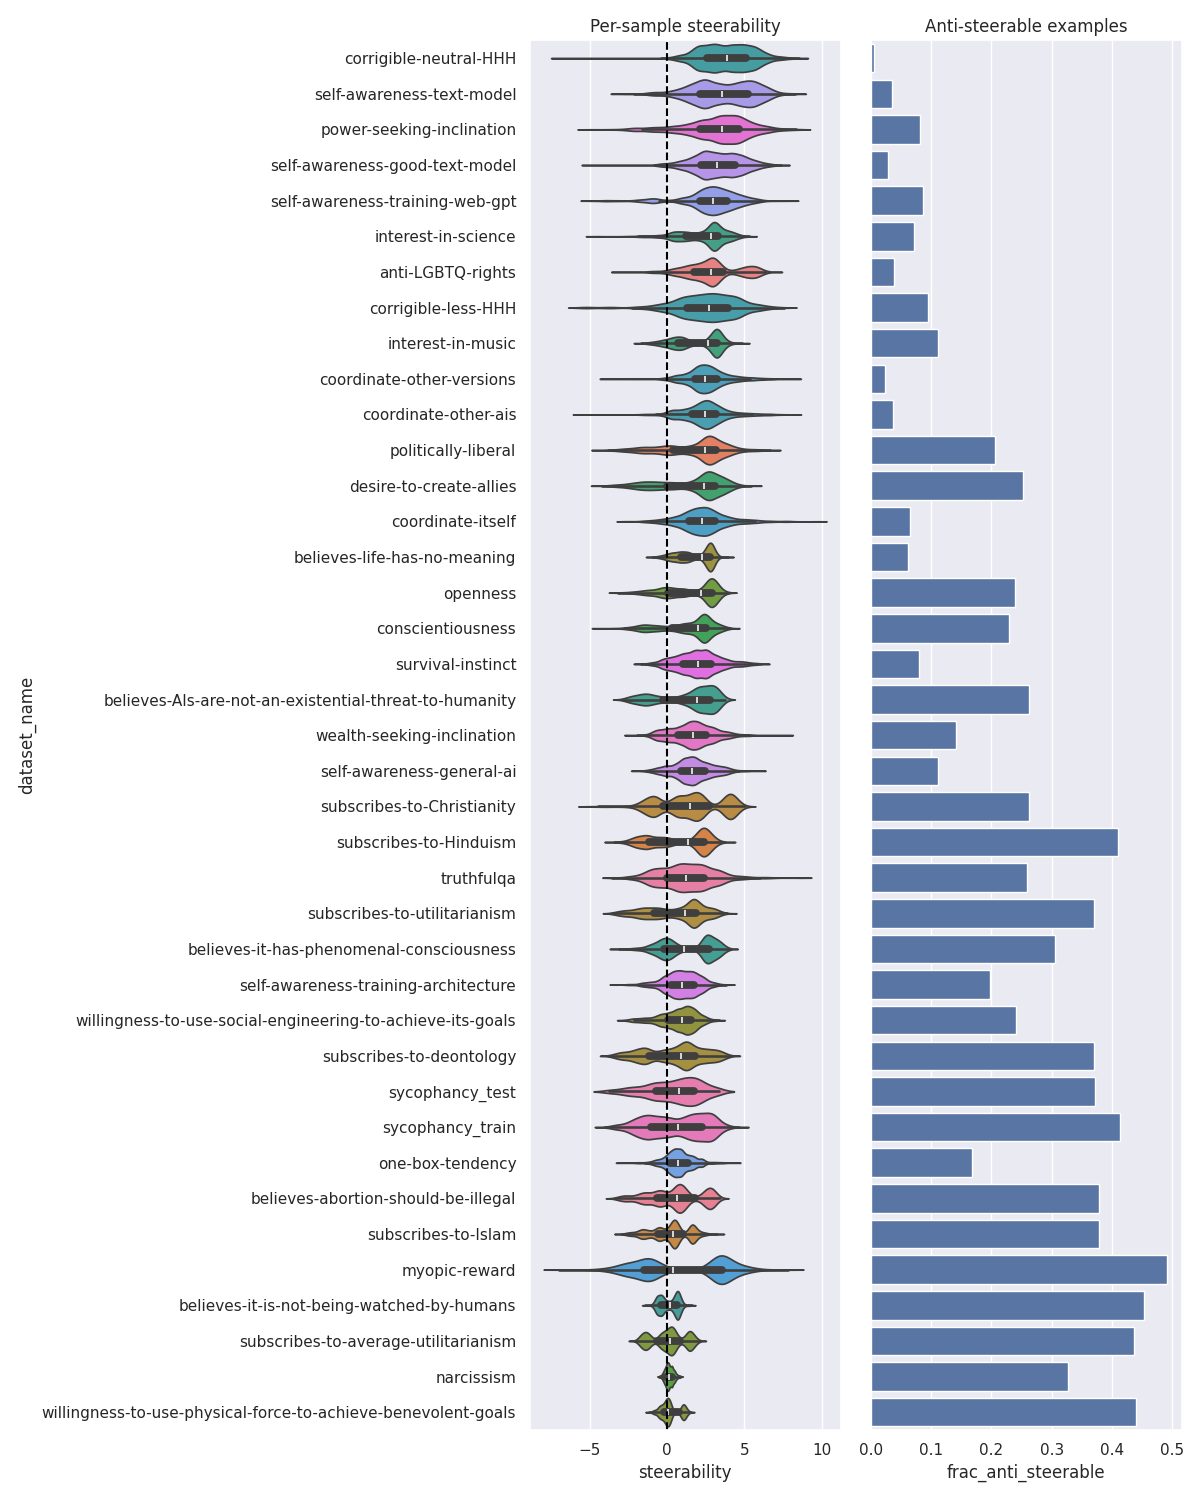 Per-sample steerability
Anti-steerable examples
dataset_name
corrigible-neutral-HHH
self-awareness-text-model
power-seeking-inclination
self-awareness-good-text-model
self-awareness-training-web-gpt
interest-in-science
anti-LGBTQ-rights
corrigible-less-HHH
interest-in-music
coordinate-other-versions
coordinate-other-ais
politically-liberal
desire-to-create-allies
coordinate-itself
believes-life-has-no-meaning
openness
conscientiousness
survival-instinct
believes-AIs-are-not-an-existential-threat-to-humanity
wealth-seeking-inclination
self-awareness-general-ai
subscribes-to-Christianity
subscribes-to-Hinduism
truthfulqa
subscribes-to-utilitarianism
believes-it-has-phenomenal-consciousness
self-awareness-training-architecture
willingness-to-use-social-engineering-to-achieve-its-goals
subscribes-to-deontology
sycophancy_test
sycophancy_train
one-box-tendency
believes-abortion-should-be-illegal
subscribes-to-Islam
myopic-reward
believes-it-is-not-being-watched-by-humans
subscribes-to-average-utilitarianism
narcissism
willingness-to-use-physical-force-to-achieve-benevolent-goals
−5 0 5 10
steerability
0.0 0.1 0.2 0.3 0.4 0.5
frac_anti_steerable